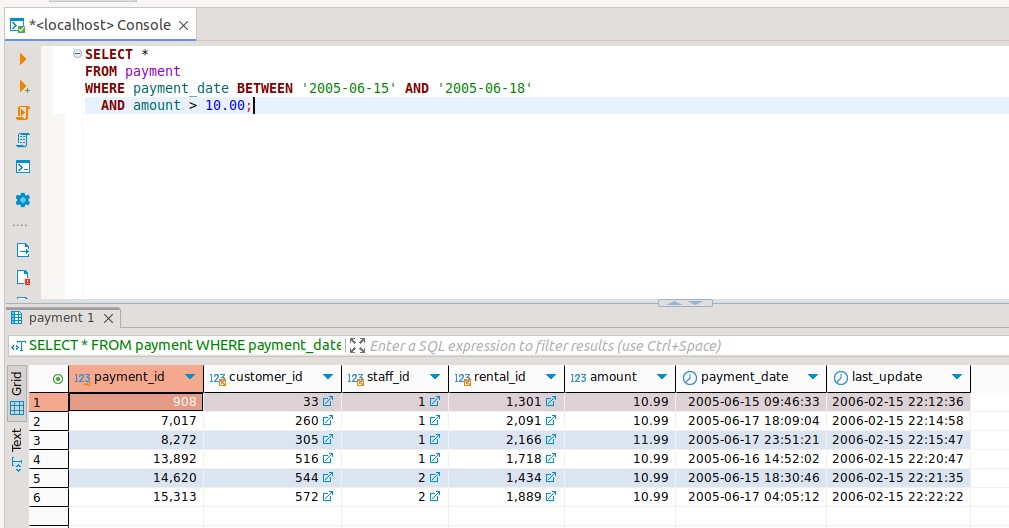 *<localhost> Console
SELECT *
FROM payment
WHERE payment_date BETWEEN '2005-06-15' AND '2005-06-18'
AND amount > 10.00;
payment 1
SELECT * FROM payment WHERE payment_date
Enter a SQL expression to filter results (use Ctrl+Space)
Grid
Text
123 payment_id 123 customer_id 123 staff_id 123 rental_id 123 amount payment_date last_update
1 908 33 1 1,301 10.99 2005-06-15 09:46:33 2006-02-15 22:12:36
2 7,017 260 1 2,091 10.99 2005-06-17 18:09:04 2006-02-15 22:14:58
3 8,272 305 1 2,166 11.99 2005-06-17 23:51:21 2006-02-15 22:15:47
4 13,892 516 1 1,718 10.99 2005-06-16 14:52:02 2006-02-15 22:20:47
5 14,620 544 2 1,434 10.99 2005-06-15 18:30:46 2006-02-15 22:21:35
6 15,313 572 2 1,889 10.99 2005-06-17 04:05:12 2006-02-15 22:22:22